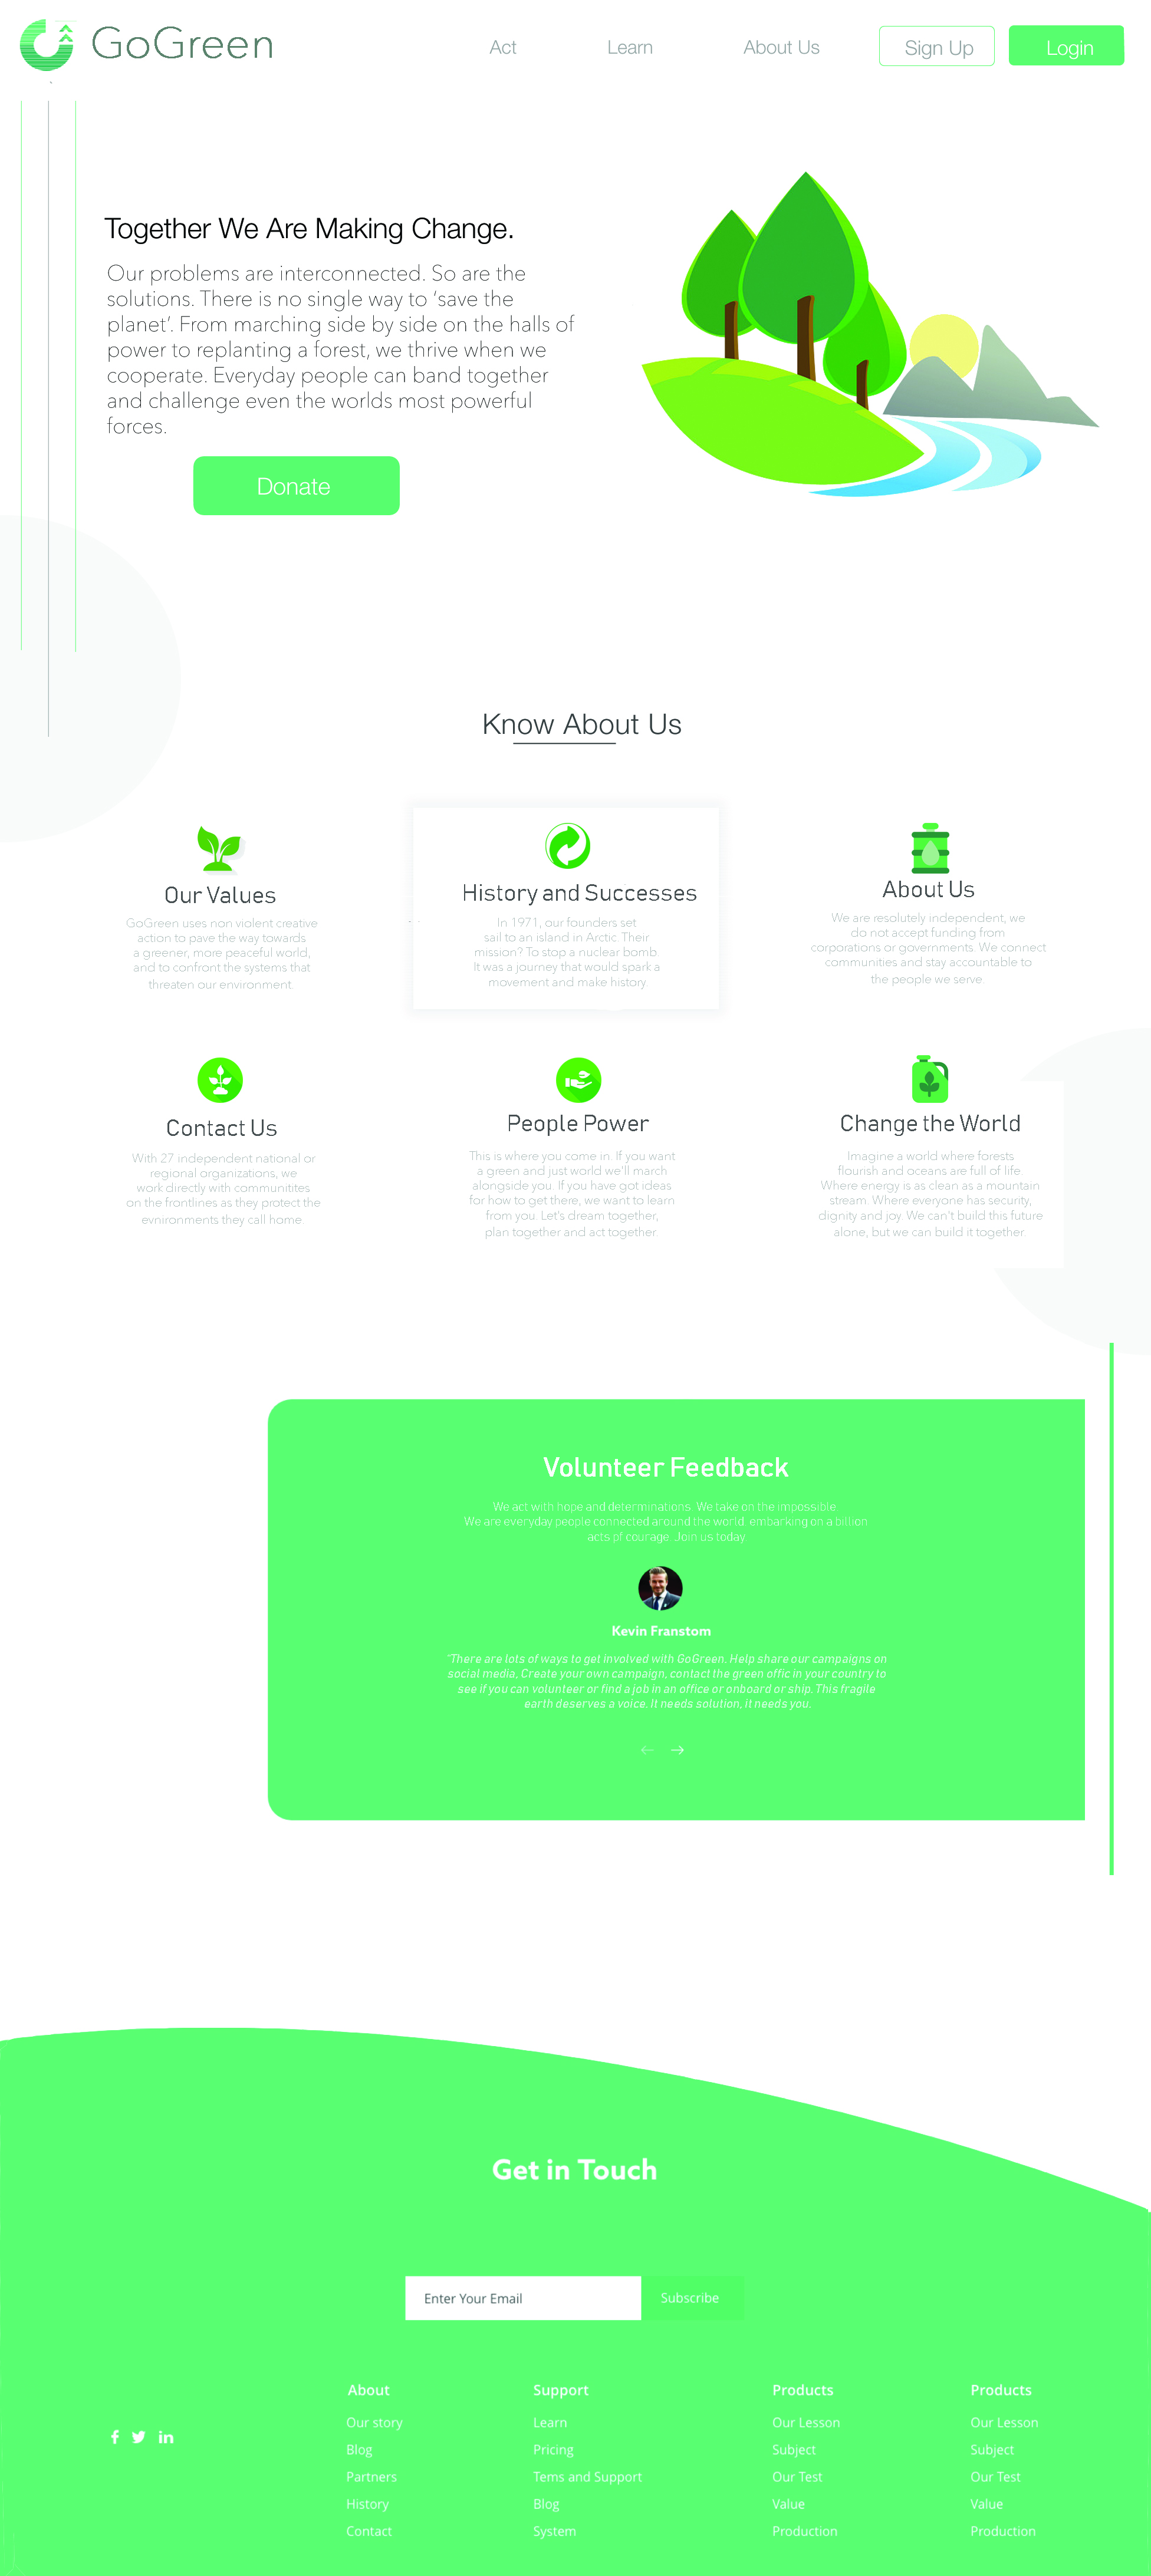 GoGreen
Act
Learn
About Us
Sign Up
Login
Together We Are Making Change.
Our problems are interconnected. So are the
solutions. There is no single way to ‘save the
planet’. From marching side by side on the halls of
power to replanting a forest, we thrive when we
cooperate. Everyday people can band together
and challenge even the worlds most powerful
forces.
Donate
Know About Us
Our Values
GoGreen uses non violent creative
action to pave the way towards
a greener, more peaceful world,
and to confront the systems that
threaten our environment.
History and Successes
In 1971, our founders set
sail to an island in Arctic. Their
mission? To stop a nuclear bomb.
It was a journey that would spark a
movement and make history.
About Us
We are resolutely independent, we
do not accept funding from
corporations or governments. We connect
communities and stay accountable to
the people we serve.
Contact Us
With 27 independent national or
regional organizations, we
work directly with communitites
on the frontlines as they protect the
evnironments they call home.
People Power
This is where you come in. If you want
a green and just world we'll march
alongside you. If you have got ideas
for how to get there, we want to learn
from you. Let's dream together,
plan together and act together.
Change the World
Imagine a world where forests
flourish and oceans are full of life.
Where energy is as clean as a mountain
stream. Where everyone has security,
dignity and joy. We can't build this future
alone, but we can build it together.
Volunteer Feedback
We act with hope and determinations. We take on the impossible.
We are everyday people connected around the world, embarking on a billion
acts pf courage. Join us today.
Kevin Franstom
"There are lots of ways to get involved with GoGreen. Help share our campaigns on
social media, Create your own campaign, contact the green offic in your country to
see if you can volunteer or find a job in an office or onboard or ship. This fragile
earth deserves a voice. It needs solution, it needs you.
Get in Touch
Enter Your Email
Subscribe
About
Our story
Blog
Partners
History
Contact
Support
Learn
Pricing
Tems and Support
Blog
System
Products
Our Lesson
Subject
Our Test
Value
Production
Products
Our Lesson
Subject
Our Test
Value
Production